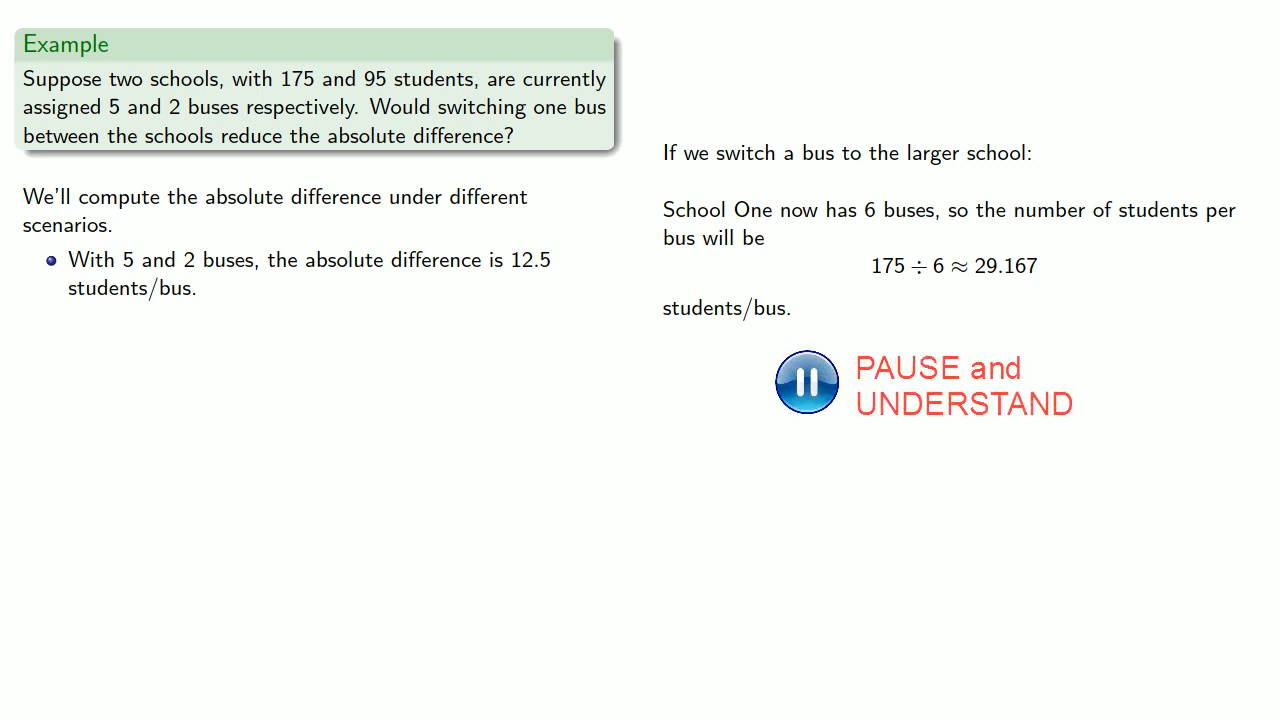 Example
Suppose two schools, with 175 and 95 students, are currently
assigned 5 and 2 buses respectively. Would switching one bus
between the schools reduce the absolute difference?
We'll compute the absolute difference under different
scenarios.
With 5 and 2 buses, the absolute difference is 12.5
students/bus.
If we switch a bus to the larger school:
School One now has 6 buses, so the number of students per
bus will be
175 ÷ 6 ≈ 29.167
students/bus.
PAUSE and
UNDERSTAND